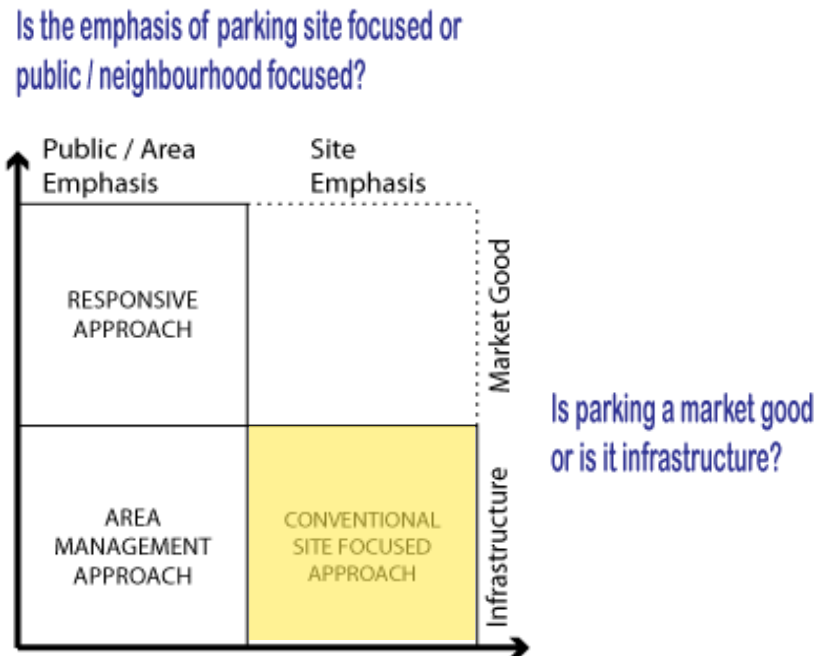 Is the emphasis of parking site focused or
public / neighbourhood focused?
Public / Area
Emphasis
Site
Emphasis
RESPONSIVE
APPROACH
Market Good
Is parking a market good
or is it infrastructure?
AREA
MANAGEMENT
APPROACH
CONVENTIONAL
SITE FOCUSED
APPROACH
Infrastructure